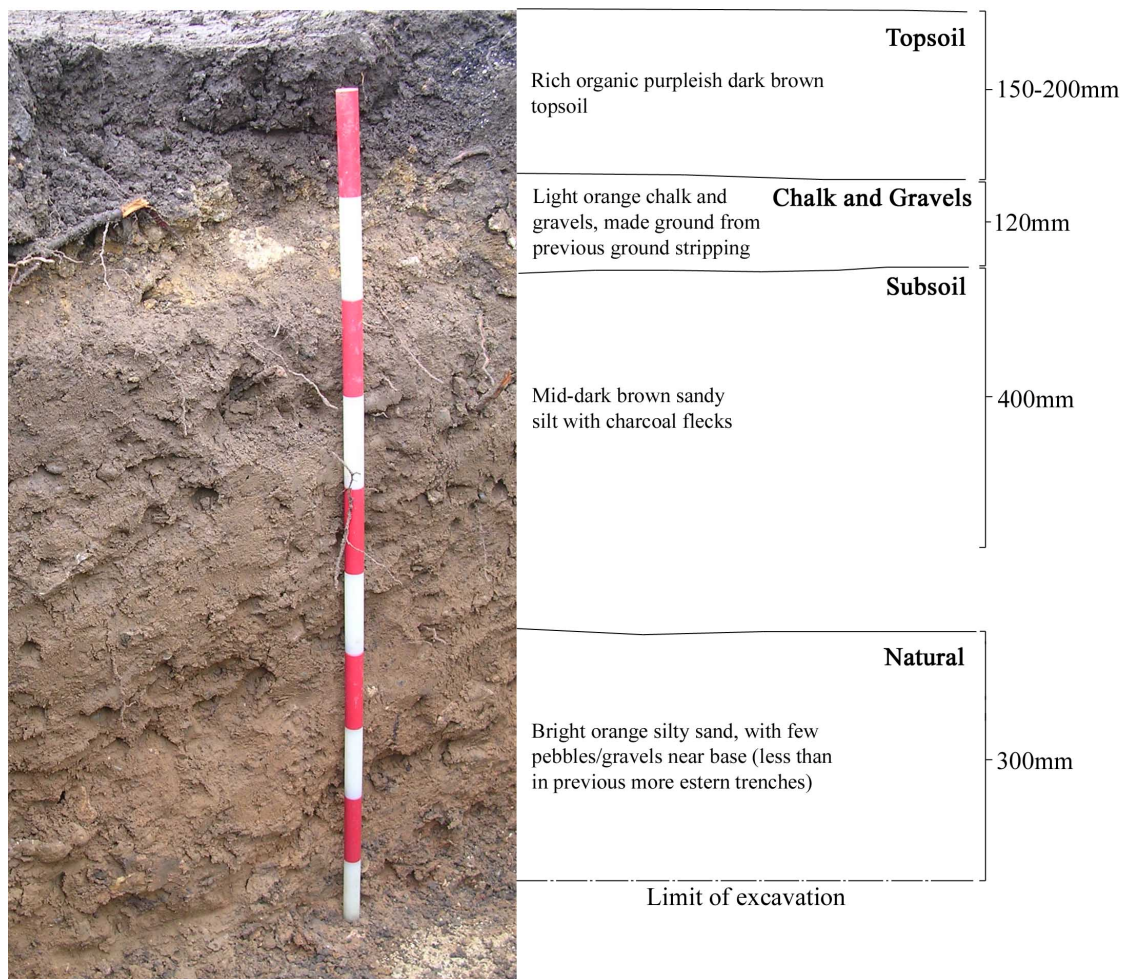 Topsoil
Rich organic purpleish dark brown
topsoil
150-200mm
Chalk and Gravels
Light orange chalk and
gravels, made ground from
previous ground stripping
120mm
Subsoil
Mid-dark brown sandy
silt with charcoal flecks
400mm
Natural
Bright orange silty sand, with few
pebbles/gravels near base (less than
in previous more estern trenches)
300mm
Limit of excavation